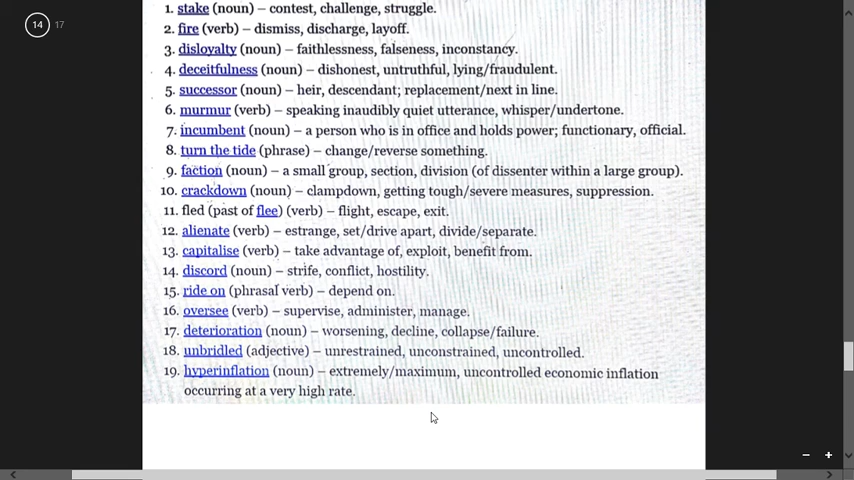 14 17
1. stake (noun) – contest, challenge, struggle.
2. fire (verb) – dismiss, discharge, layoff.
3. disloyalty (noun) – faithlessness, falseness, inconstancy.
4. deceitfulness (noun) – dishonest, untruthful, lying/fraudulent.
5. successor (noun) – heir, descendant; replacement/next in line.
6. murmur (verb) – speaking inaudibly quiet utterance, whisper/undertone.
7. incumbent (noun) – a person who is in office and holds power; functionary, official.
8. turn the tide (phrase) – change/reverse something.
9. faction (noun) – a small group, section, division (of dissenter within a large group).
10. crackdown (noun) – clampdown, getting tough/severe measures, suppression.
11. fled (past of flee) (verb) – flight, escape, exit.
12. alienate (verb) – estrange, set/drive apart, divide/separate.
13. capitalise (verb) – take advantage of, exploit, benefit from.
14. discord (noun) – strife, conflict, hostility.
15. ride on (phrasal verb) – depend on.
16. oversee (verb) – supervise, administer, manage.
17. deterioration (noun) – worsening, decline, collapse/failure.
18. unbridled (adjective) – unrestrained, unconstrained, uncontrolled.
19. hyperinflation (noun) – extremely/maximum, uncontrolled economic inflation
occurring at a very high rate.